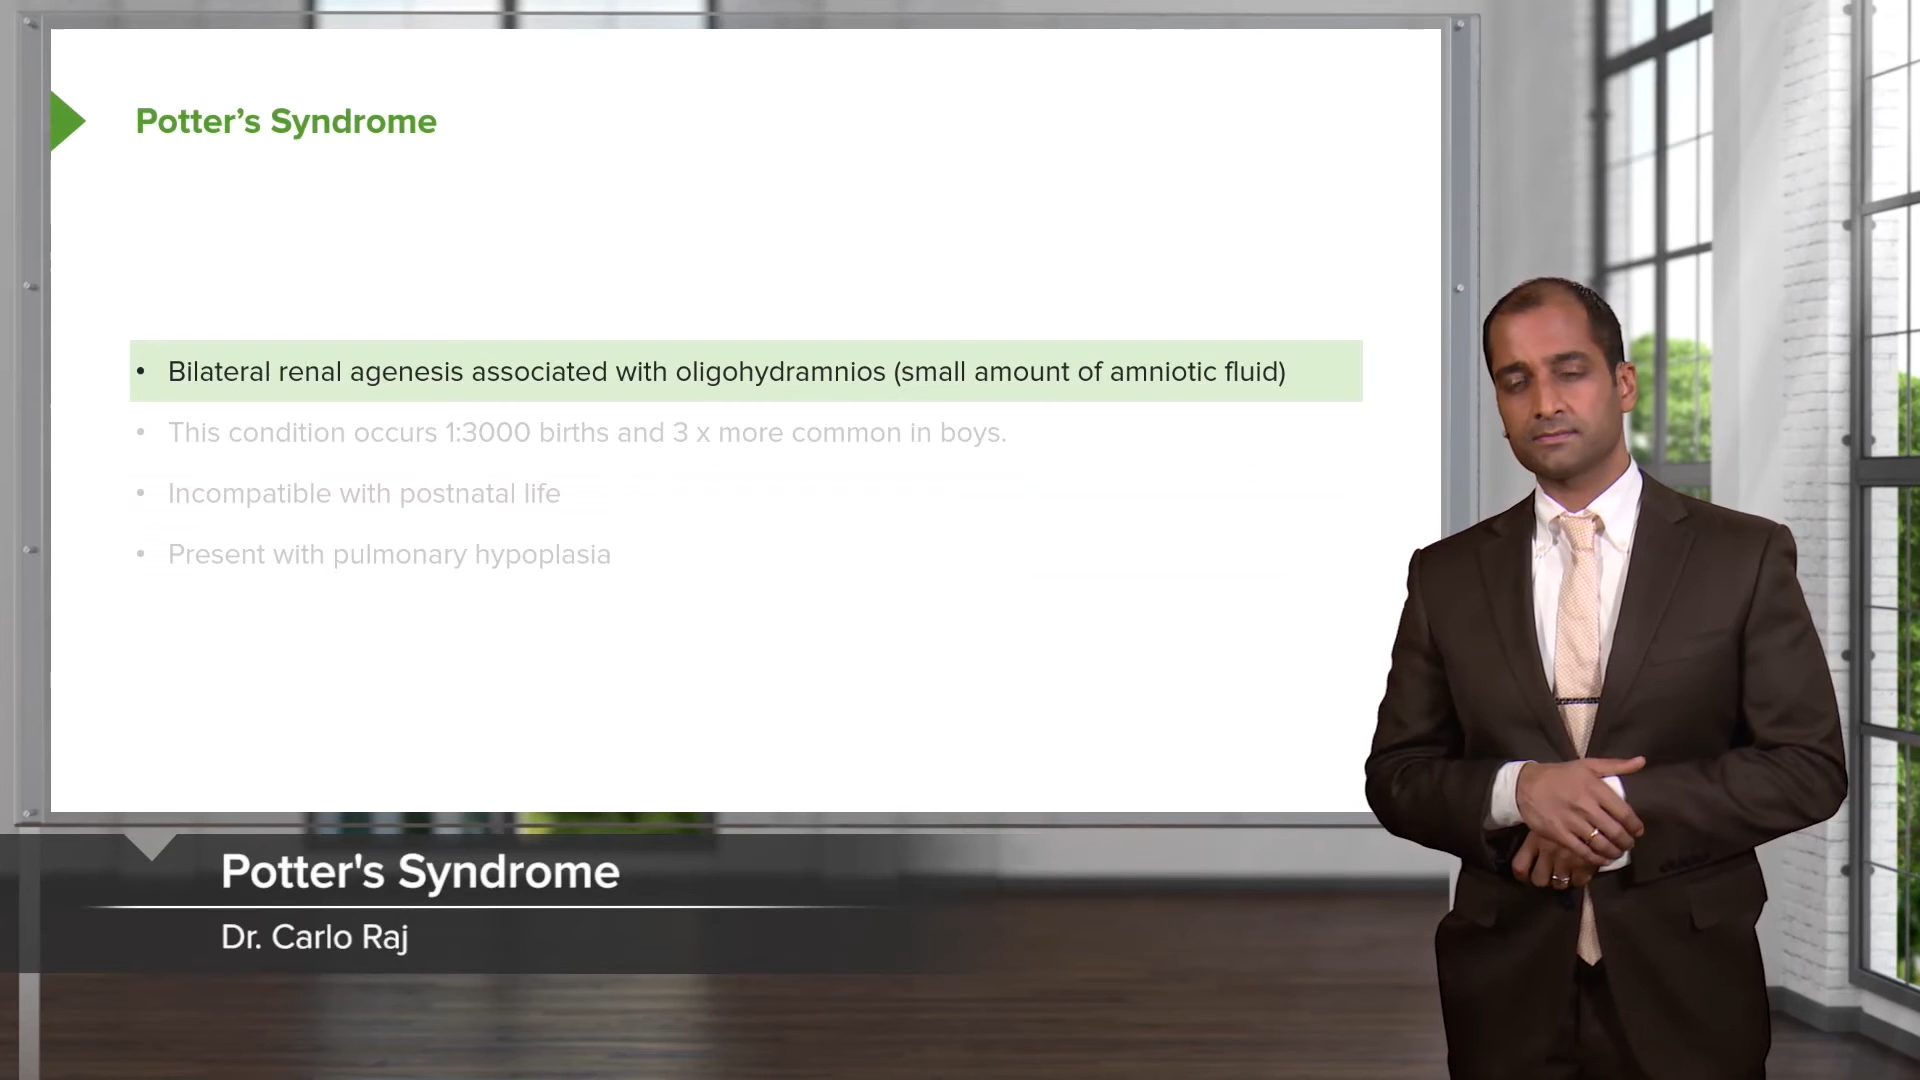 Potter’s Syndrome
• Bilateral renal agenesis associated with oligohydramnios (small amount of amniotic fluid)
• This condition occurs 1:3000 births and 3 x more common in boys.
• Incompatible with postnatal life
• Present with pulmonary hypoplasia
Potter's Syndrome
Dr. Carlo Raj